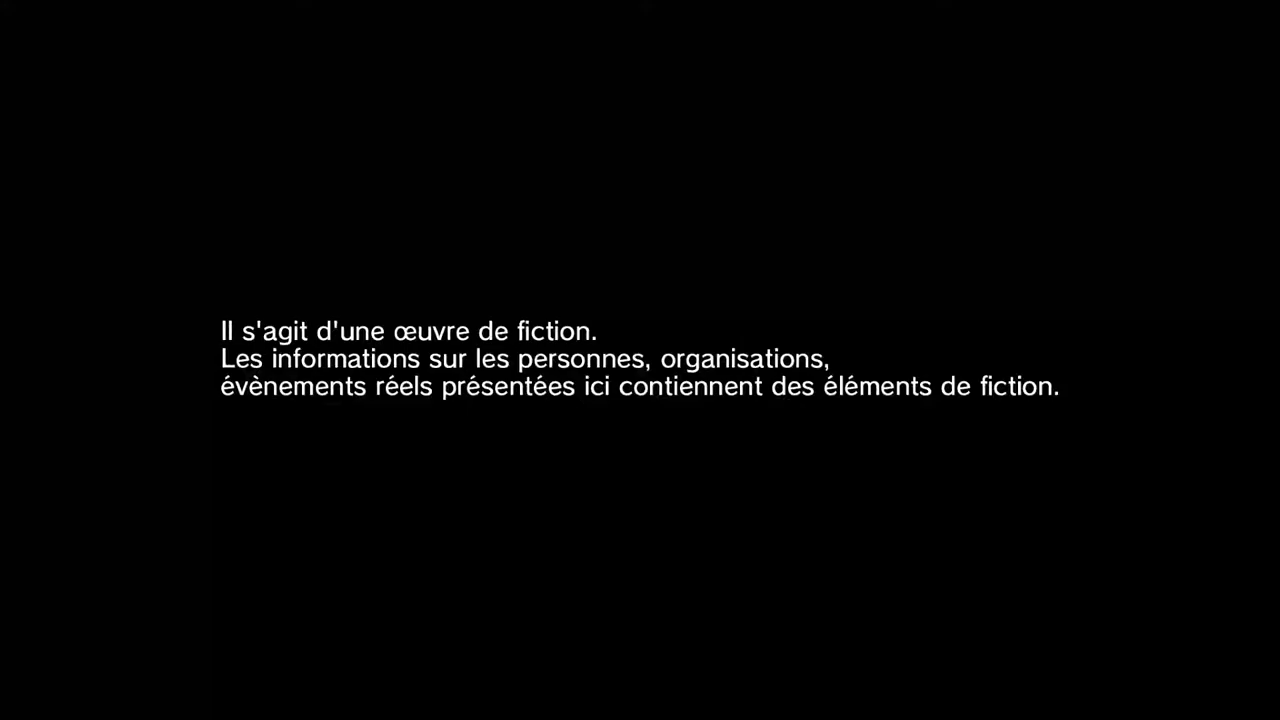 Il s'agit d'une œuvre de fiction.
Les informations sur les personnes, organisations,
évènements réels présentées ici contiennent des éléments de fiction.